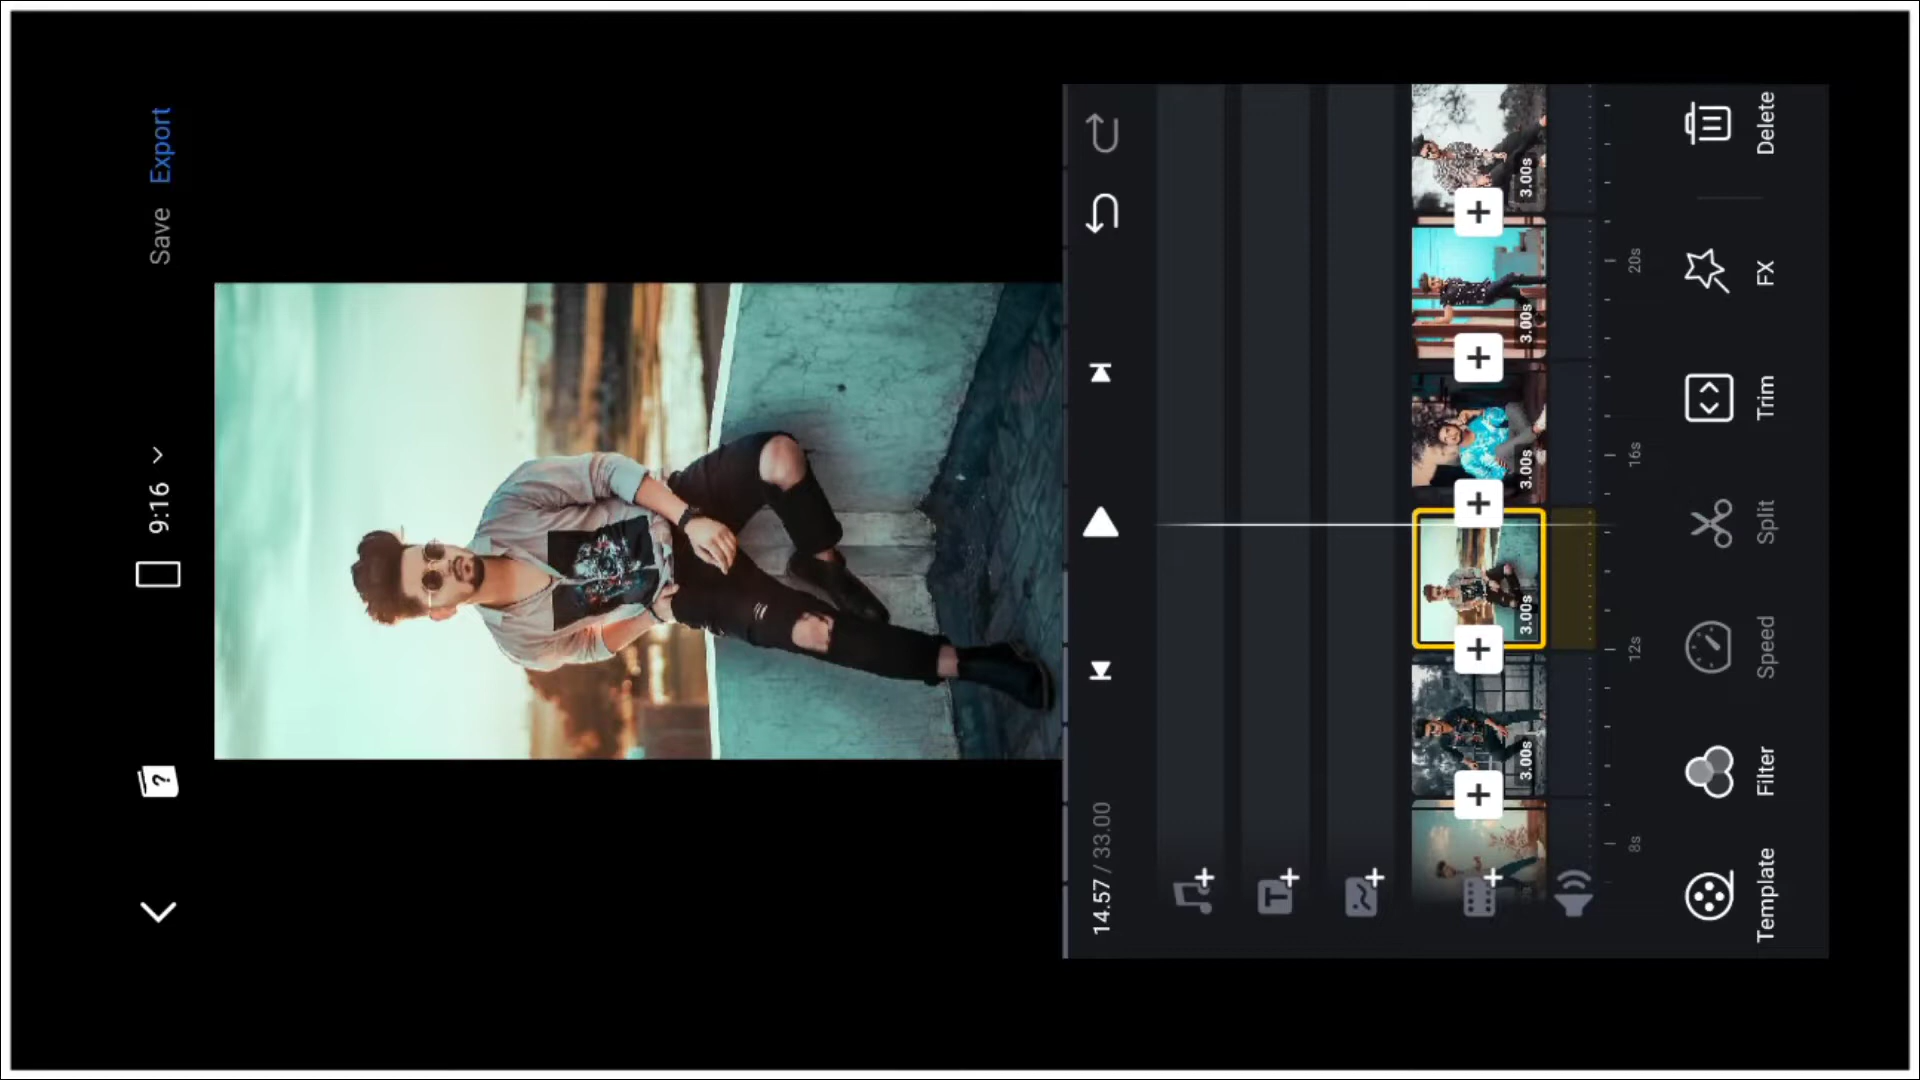 9:16
Save
Export
14.57 / 33.00
3.00s
3.00s
3.00s
3.00s
3.00s
8s
12s
16s
20s
Template
Filter
Speed
Split
Trim
FX
Delete